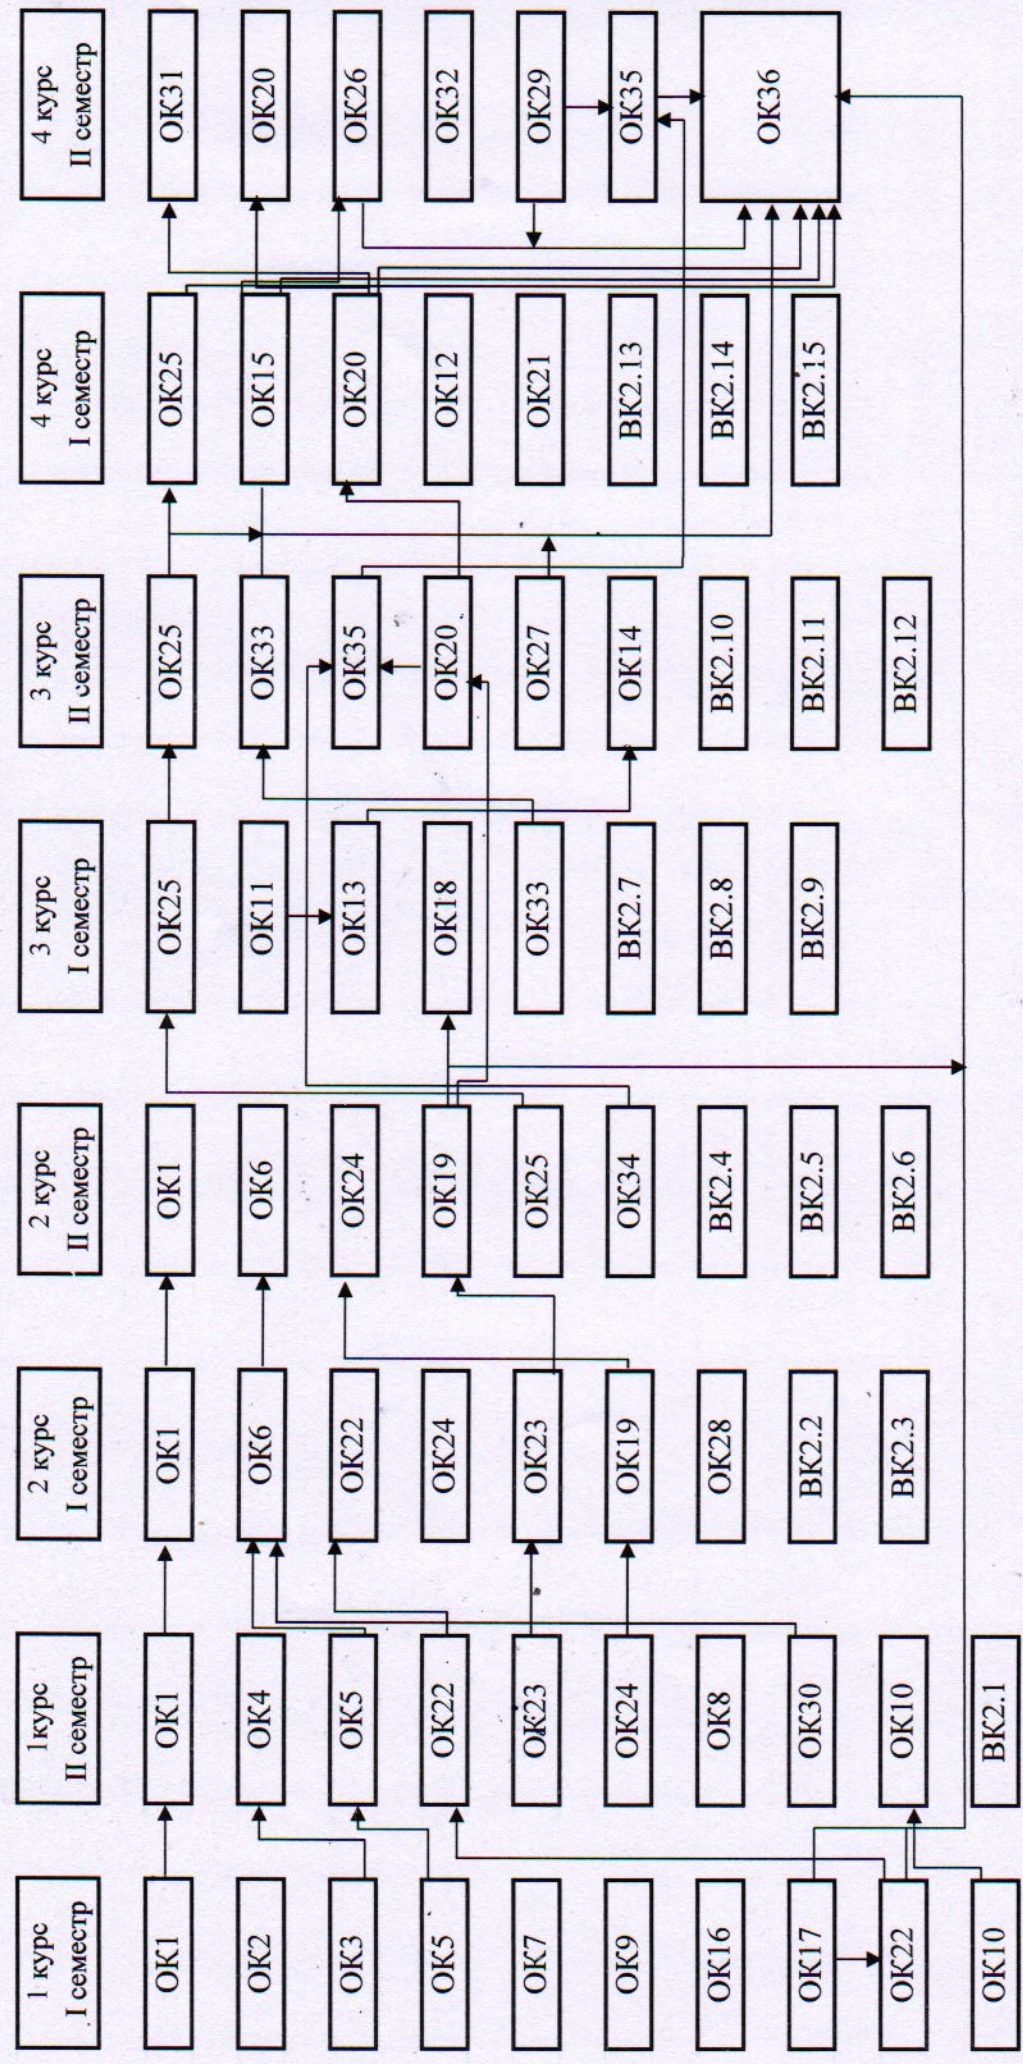 1 курс
I семестр
ОК1
ОК2
ОК3
ОК5
ОК7
ОК9
ОК16
ОК17
ОК22
ОК10
1курс
II семестр
ОК1
ОК4
ОК5
ОК22
ОК23
ОК24
ОК8
ОК30
ОК10
ВК2.1
2 курс
I семестр
ОК1
ОК6
ОК22
ОК24
ОК23
ОК19
ОК28
ВК2.2
ВК2.3
2 курс
II семестр
ОК1
ОК6
ОК24
ОК19
ОК25
ОК34
ВК2.4
ВК2.5
ВК2.6
3 курс
I семестр
ОК25
ОК11
ОК13
ОК18
ОК33
ВК2.7
ВК2.8
ВК2.9
3 курс
II семестр
ОК25
ОК33
ОК35
ОК20
ОК27
ОК14
ВК2.10
ВК2.11
ВК2.12
4 курс
I семестр
ОК25
ОК15
ОК20
ОК12
ОК21
ВК2.13
ВК2.14
ВК2.15
4 курс
II семестр
ОК31
ОК20
ОК26
ОК32
ОК29
ОК35
ОК36